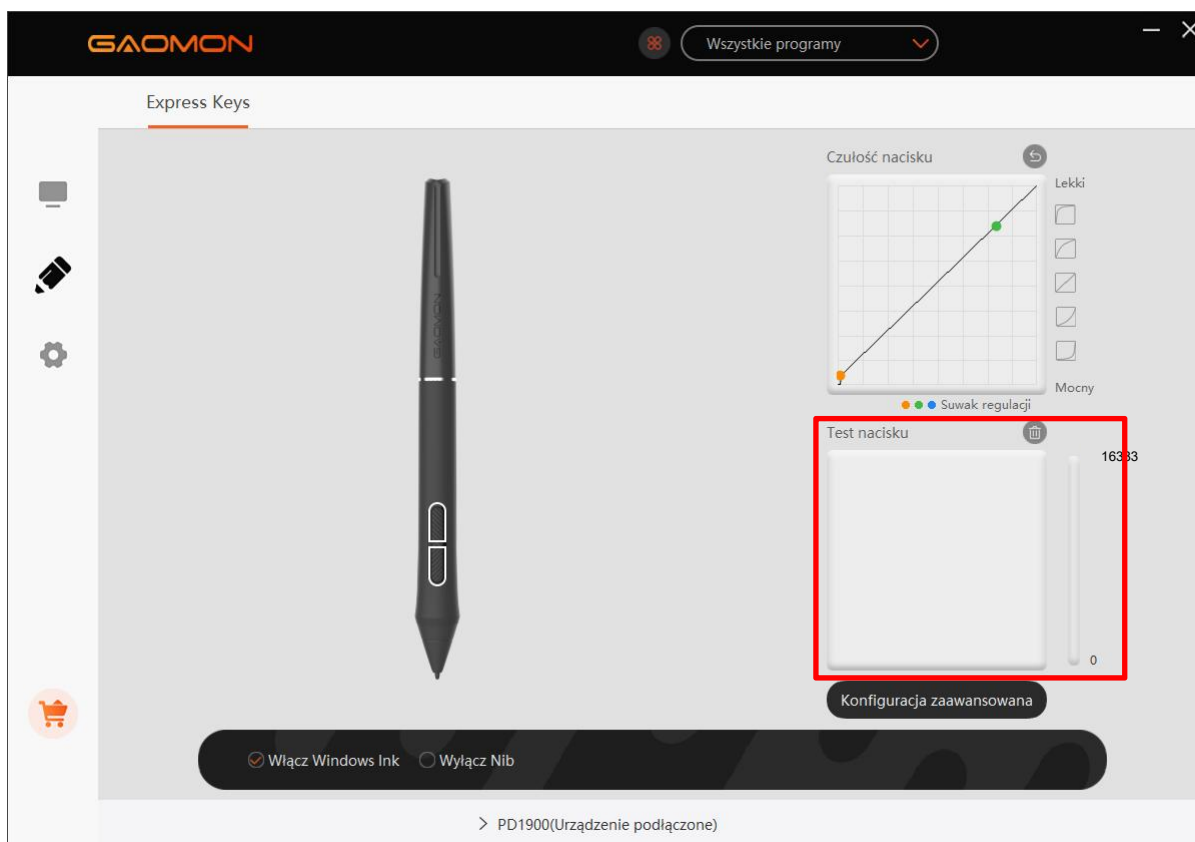 GAOMON
Wszystkie programy
Express Keys
Czułość nacisku
Lekki
GAOMON
Mocny
Suwak regulacji
Test nacisku
16383
0
Konfiguracja zaawansowana
Włącz Windows Ink
Wyłącz Nib
> PD1900(Urządzenie podłączone)